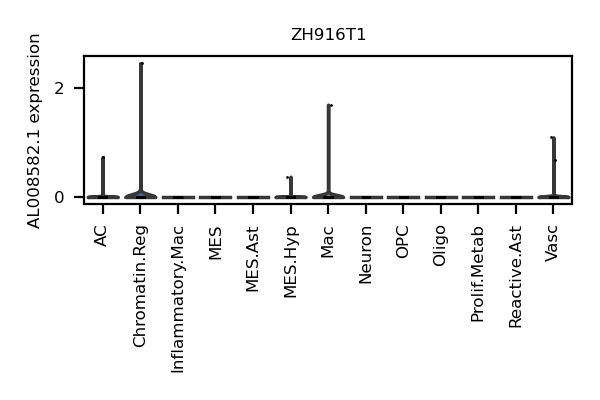 ZH916T1
AL008582.1 expression
2
0
AC
Chromatin.Reg
Inflammatory.Mac
MES
MES.Ast
MES.Hyp
Mac
Neuron
OPC
Oligo
Prolif.Metab
Reactive.Ast
Vasc